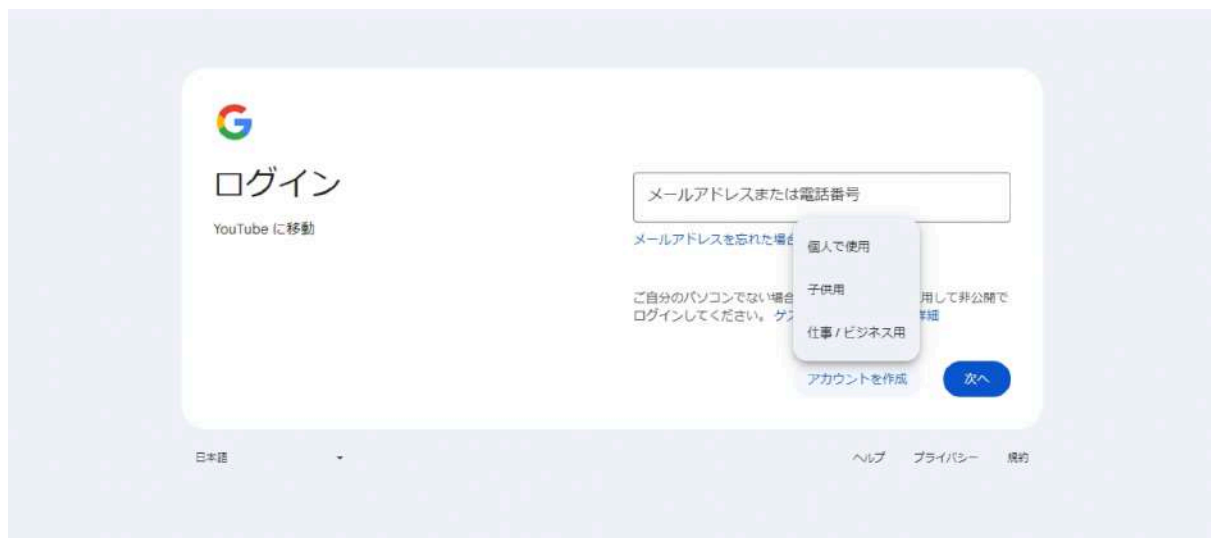 ログイン
YouTube に移動
メールアドレスまたは電話番号
メールアドレスを忘れた場合
個人で使用
子供用
仕事 / ビジネス用
ご自分のパソコンでない場合
用して非公開で
ログインしてください。 ゲス
詳細
アカウントを作成
次へ
日本語
ヘルプ プライバシー 規約